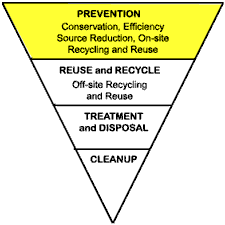 PREVENTION
Conservation, Efficiency
Source Reduction, On-site
Recycling and Reuse
REUSE and RECYCLE
Off-site Recycling
and Reuse
TREATMENT
and DISPOSAL
CLEANUP